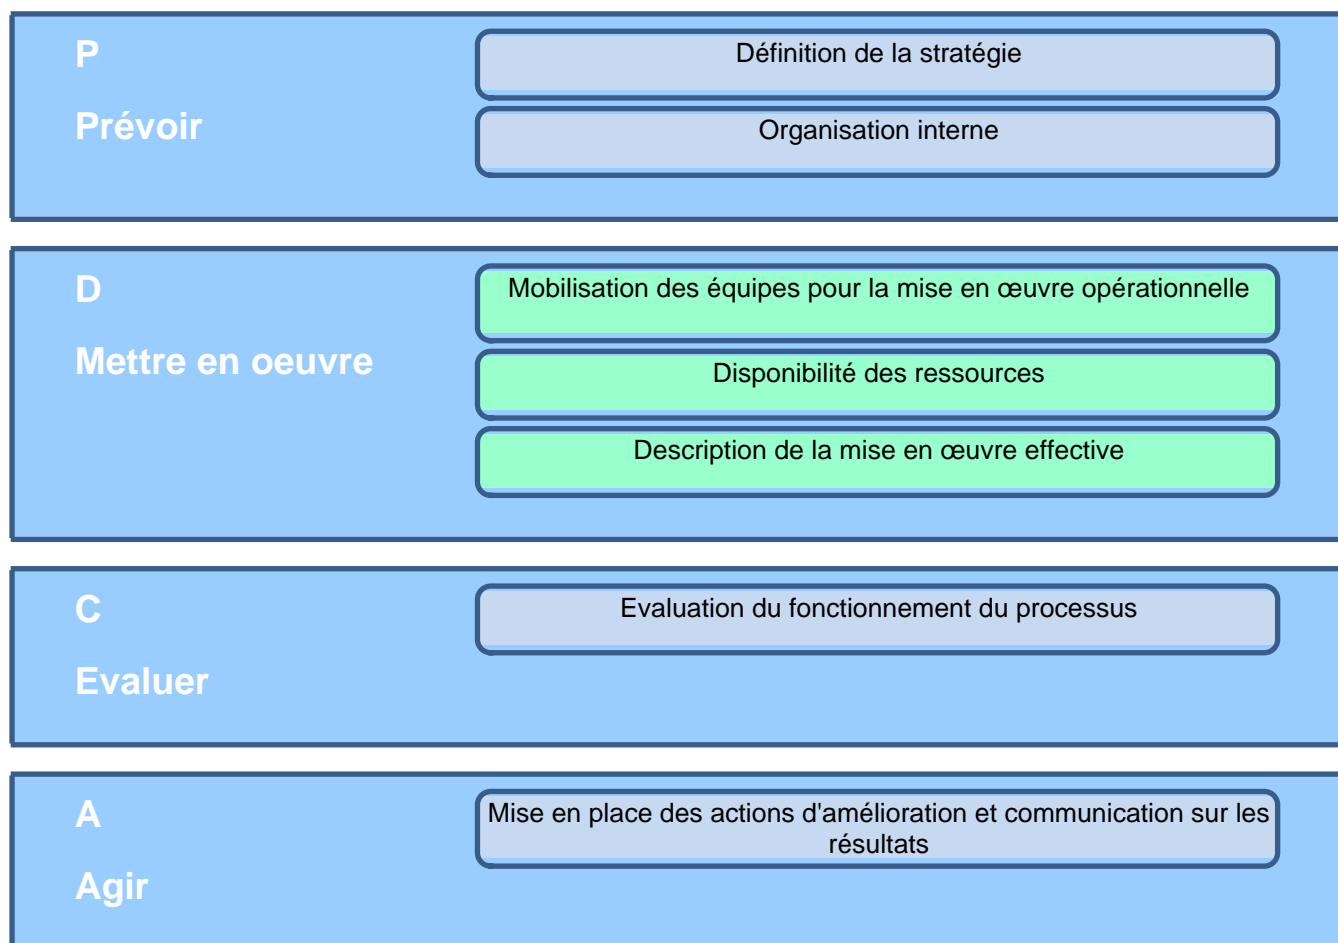 P
Prévoir
Définition de la stratégie
Organisation interne
D
Mettre en oeuvre
Mobilisation des équipes pour la mise en œuvre opérationnelle
Disponibilité des ressources
Description de la mise en œuvre effective
C
Evaluer
Evaluation du fonctionnement du processus
A
Agir
Mise en place des actions d'amélioration et communication sur les
résultats